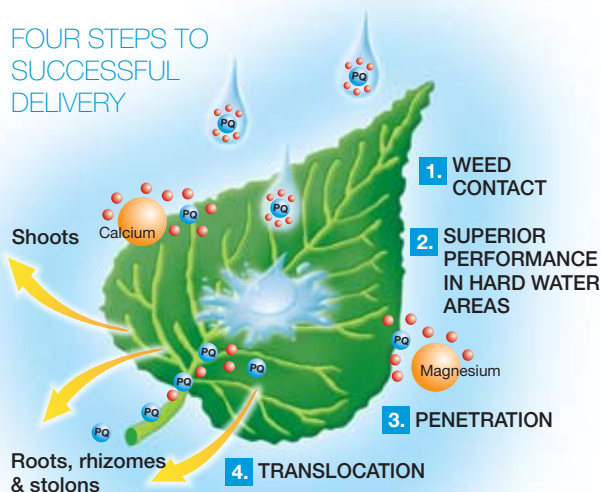 FOUR STEPS TO
SUCCESSFUL
DELIVERY
PQ
PQ
PQ
1. WEED
CONTACT
Calcium
PQ
Shoots
2. SUPERIOR
PERFORMANCE
IN HARD WATER
AREAS
PQ
Magnesium
PQ
PQ
PQ
PQ
PQ
3. PENETRATION
Roots, rhizomes
& stolons
4. TRANSLOCATION